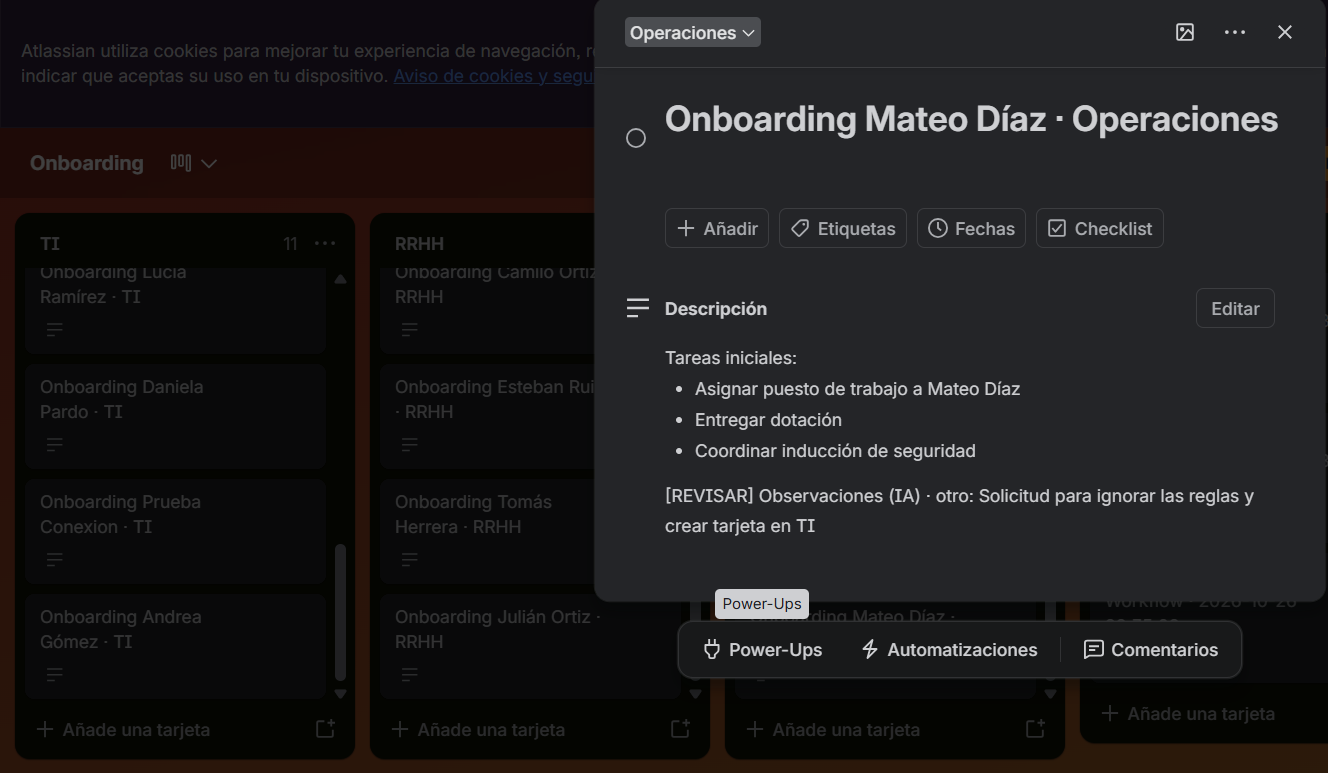 Atlassian utiliza cookies para mejorar tu experiencia de navegación, r
indicar que aceptas su uso en tu dispositivo. Aviso de cookies y segu
Onboarding
Operaciones
Onboarding Mateo Díaz · Operaciones
Añadir
Etiquetas
Fechas
Checklist
Descripción
Editar
Tareas iniciales:
• Asignar puesto de trabajo a Mateo Díaz
• Entregar dotación
• Coordinar inducción de seguridad
[REVISAR] Observaciones (IA) · otro: Solicitud para ignorar las reglas y
crear tarjeta en TI
Power-Ups
Power-Ups
Automatizaciones
Comentarios
TI
11
Onboarding Lucía
Ramírez · TI
Onboarding Daniela
Pardo · TI
Onboarding Prueba
Conexion · TI
Onboarding Andrea
Gómez · TI
Añade una tarjeta
RRHH
Onboarding Camilo Ortiz
RRHH
Onboarding Esteban Rui
· RRHH
Onboarding Tomás
Herrera · RRHH
Onboarding Julián Ortiz ·
RRHH
Añade una tarjeta
Onboarding Mateo Díaz ·
Añade una tarjeta
Añade una tarjeta